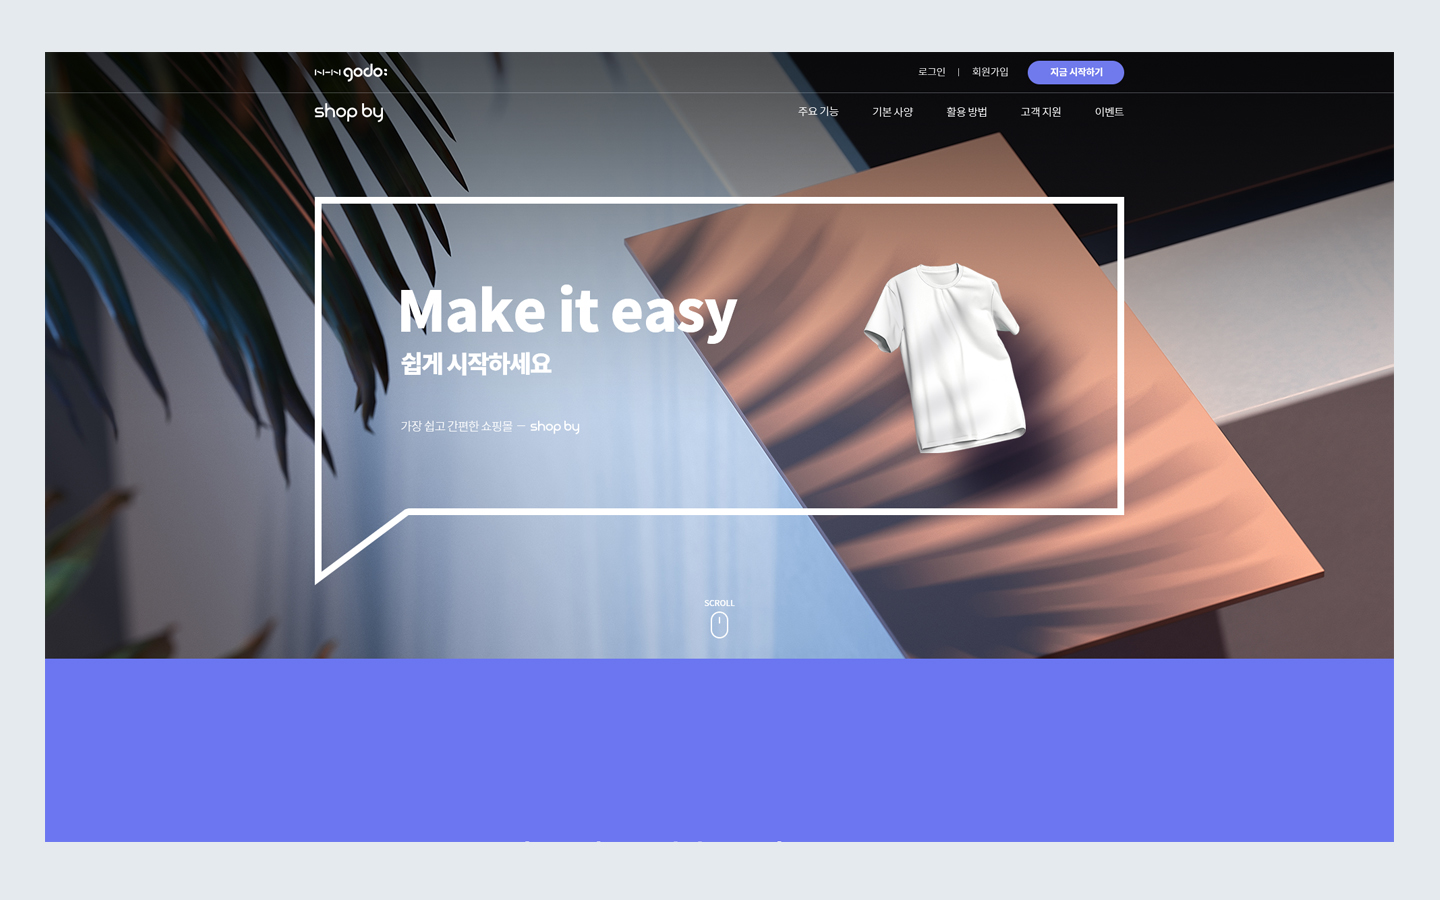 NHN godo:
로그인 | 회원가입 지금 시작하기
shop by
주요 기능 기본 사양 활용 방법 고객 지원 이벤트
Make it easy
쉽게 시작하세요
가장 쉽고 간편한 쇼핑몰 — shop by
SCROLL